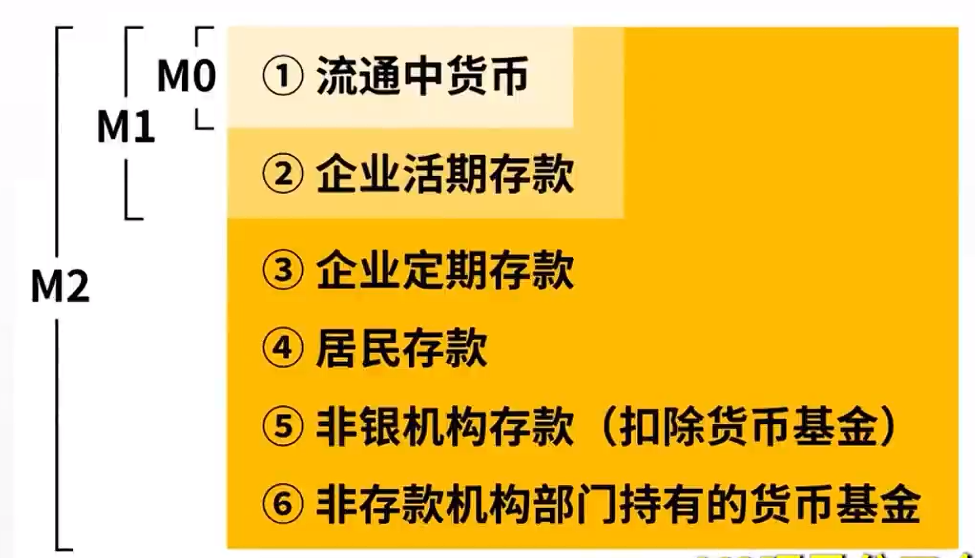 M0
① 流通中货币
M1
② 企业活期存款
③ 企业定期存款
M2
④ 居民存款
⑤ 非银机构存款（扣除货币基金）
⑥ 非存款机构部门持有的货币基金